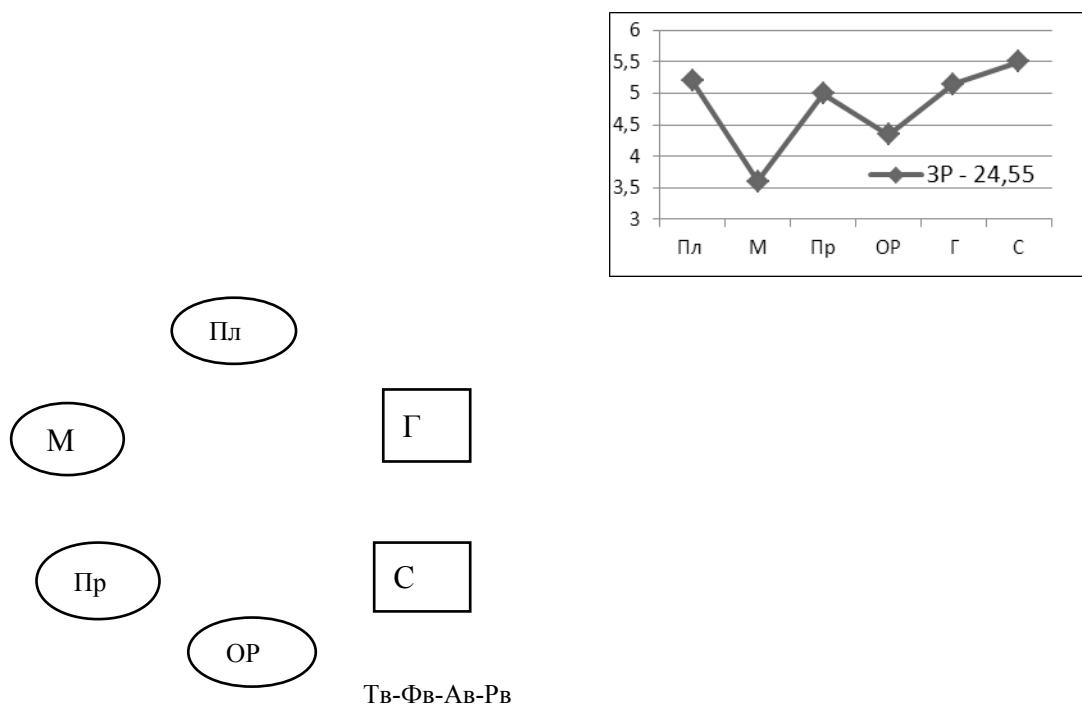 6
5,5
5
4,5
4
3,5
3
ЗР - 24,55
Пл М Пр ОР Г С
Пл
Г
М
С
Пр
ОР
Тв-Фв-Ав-Рв